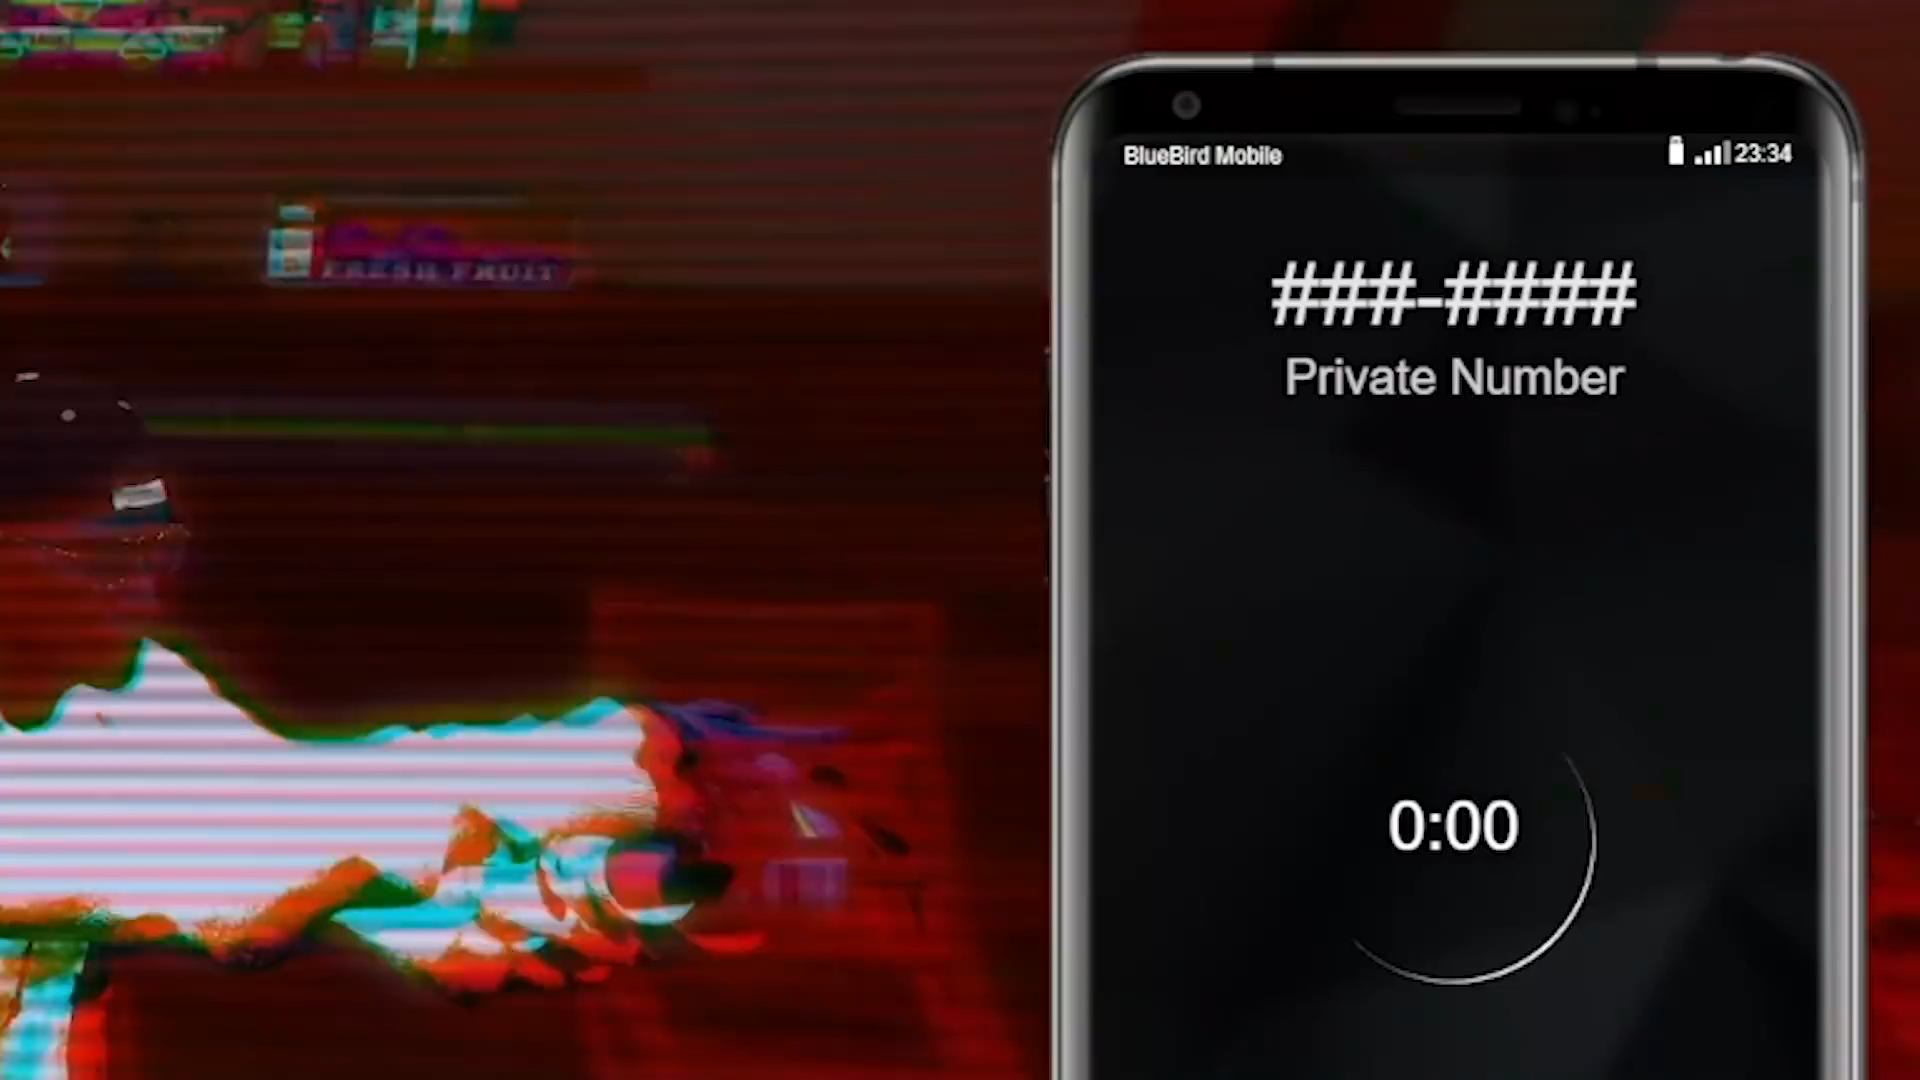 FRESH FRUIT
BlueBird Mobile
23:34
###-####
Private Number
0:00